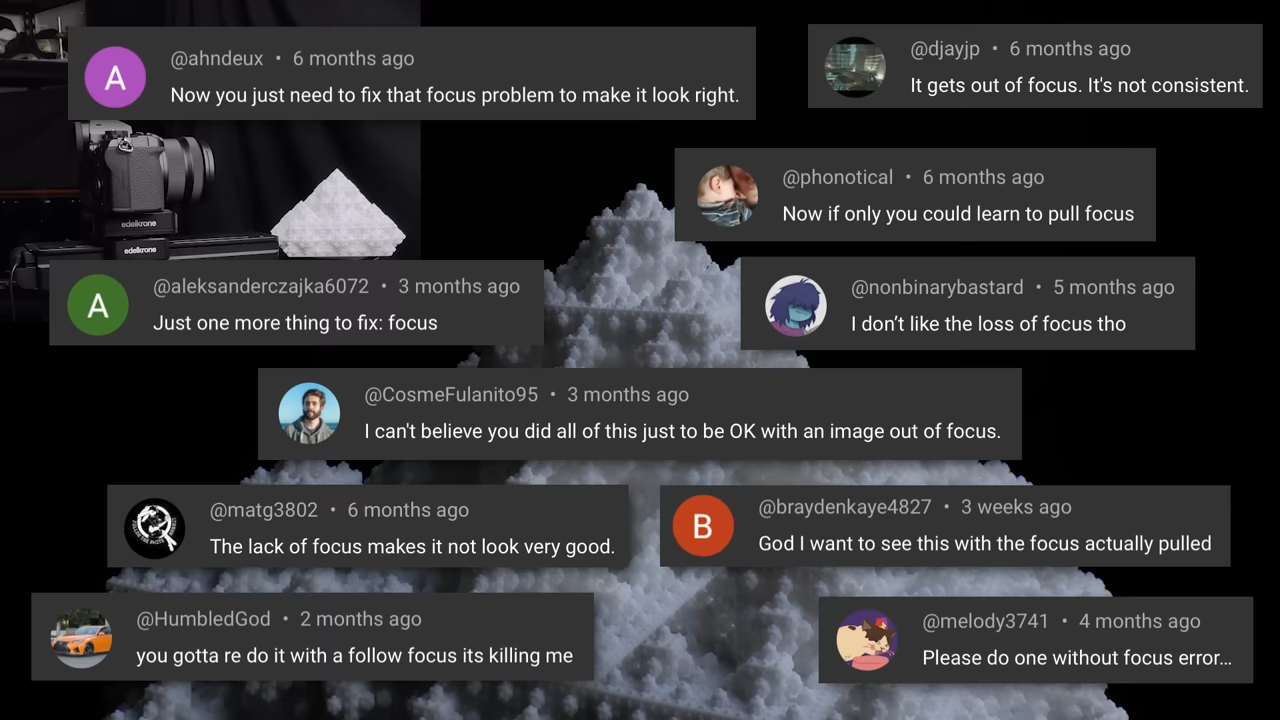 A
@ahndeux • 6 months ago
Now you just need to fix that focus problem to make it look right.
@djayjp • 6 months ago
It gets out of focus. It's not consistent.
edelkrone
edelkrone
@phonotical • 6 months ago
Now if only you could learn to pull focus
A
@aleksanderczajka6072 • 3 months ago
Just one more thing to fix: focus
@nonbinarybastard • 5 months ago
I don’t like the loss of focus tho
@CosmeFulanito95 • 3 months ago
I can't believe you did all of this just to be OK with an image out of focus.
@matg3802 • 6 months ago
The lack of focus makes it not look very good.
B
@braydenkaye4827 • 3 weeks ago
God I want to see this with the focus actually pulled
@HumbledGod • 2 months ago
you gotta re do it with a follow focus its killing me
@melody3741 • 4 months ago
Please do one without focus error...